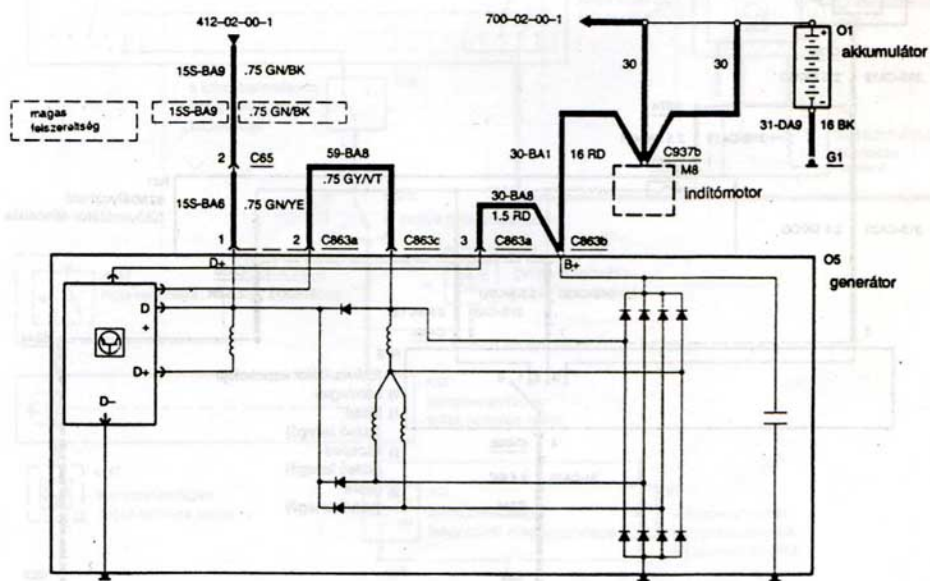 412-02-00-1
700-02-00-1
O1
akkumulátor
15S-BA9 .75 GN/BK
30
30
magas
felszereltség
15S-BA9 .75 GN/BK
31-DA9 16 BK
2 C65
59-BA8
30-BA1 16 RD
C937b
G1
.75 GY/VT
M8
30-BA8
indítómotor
15S-BA6 .75 GN/YE
1.5 RD
1 2 C863a C863c 3 C863a C863b
D+
B+
O5
generátor
D
+
D+
D–